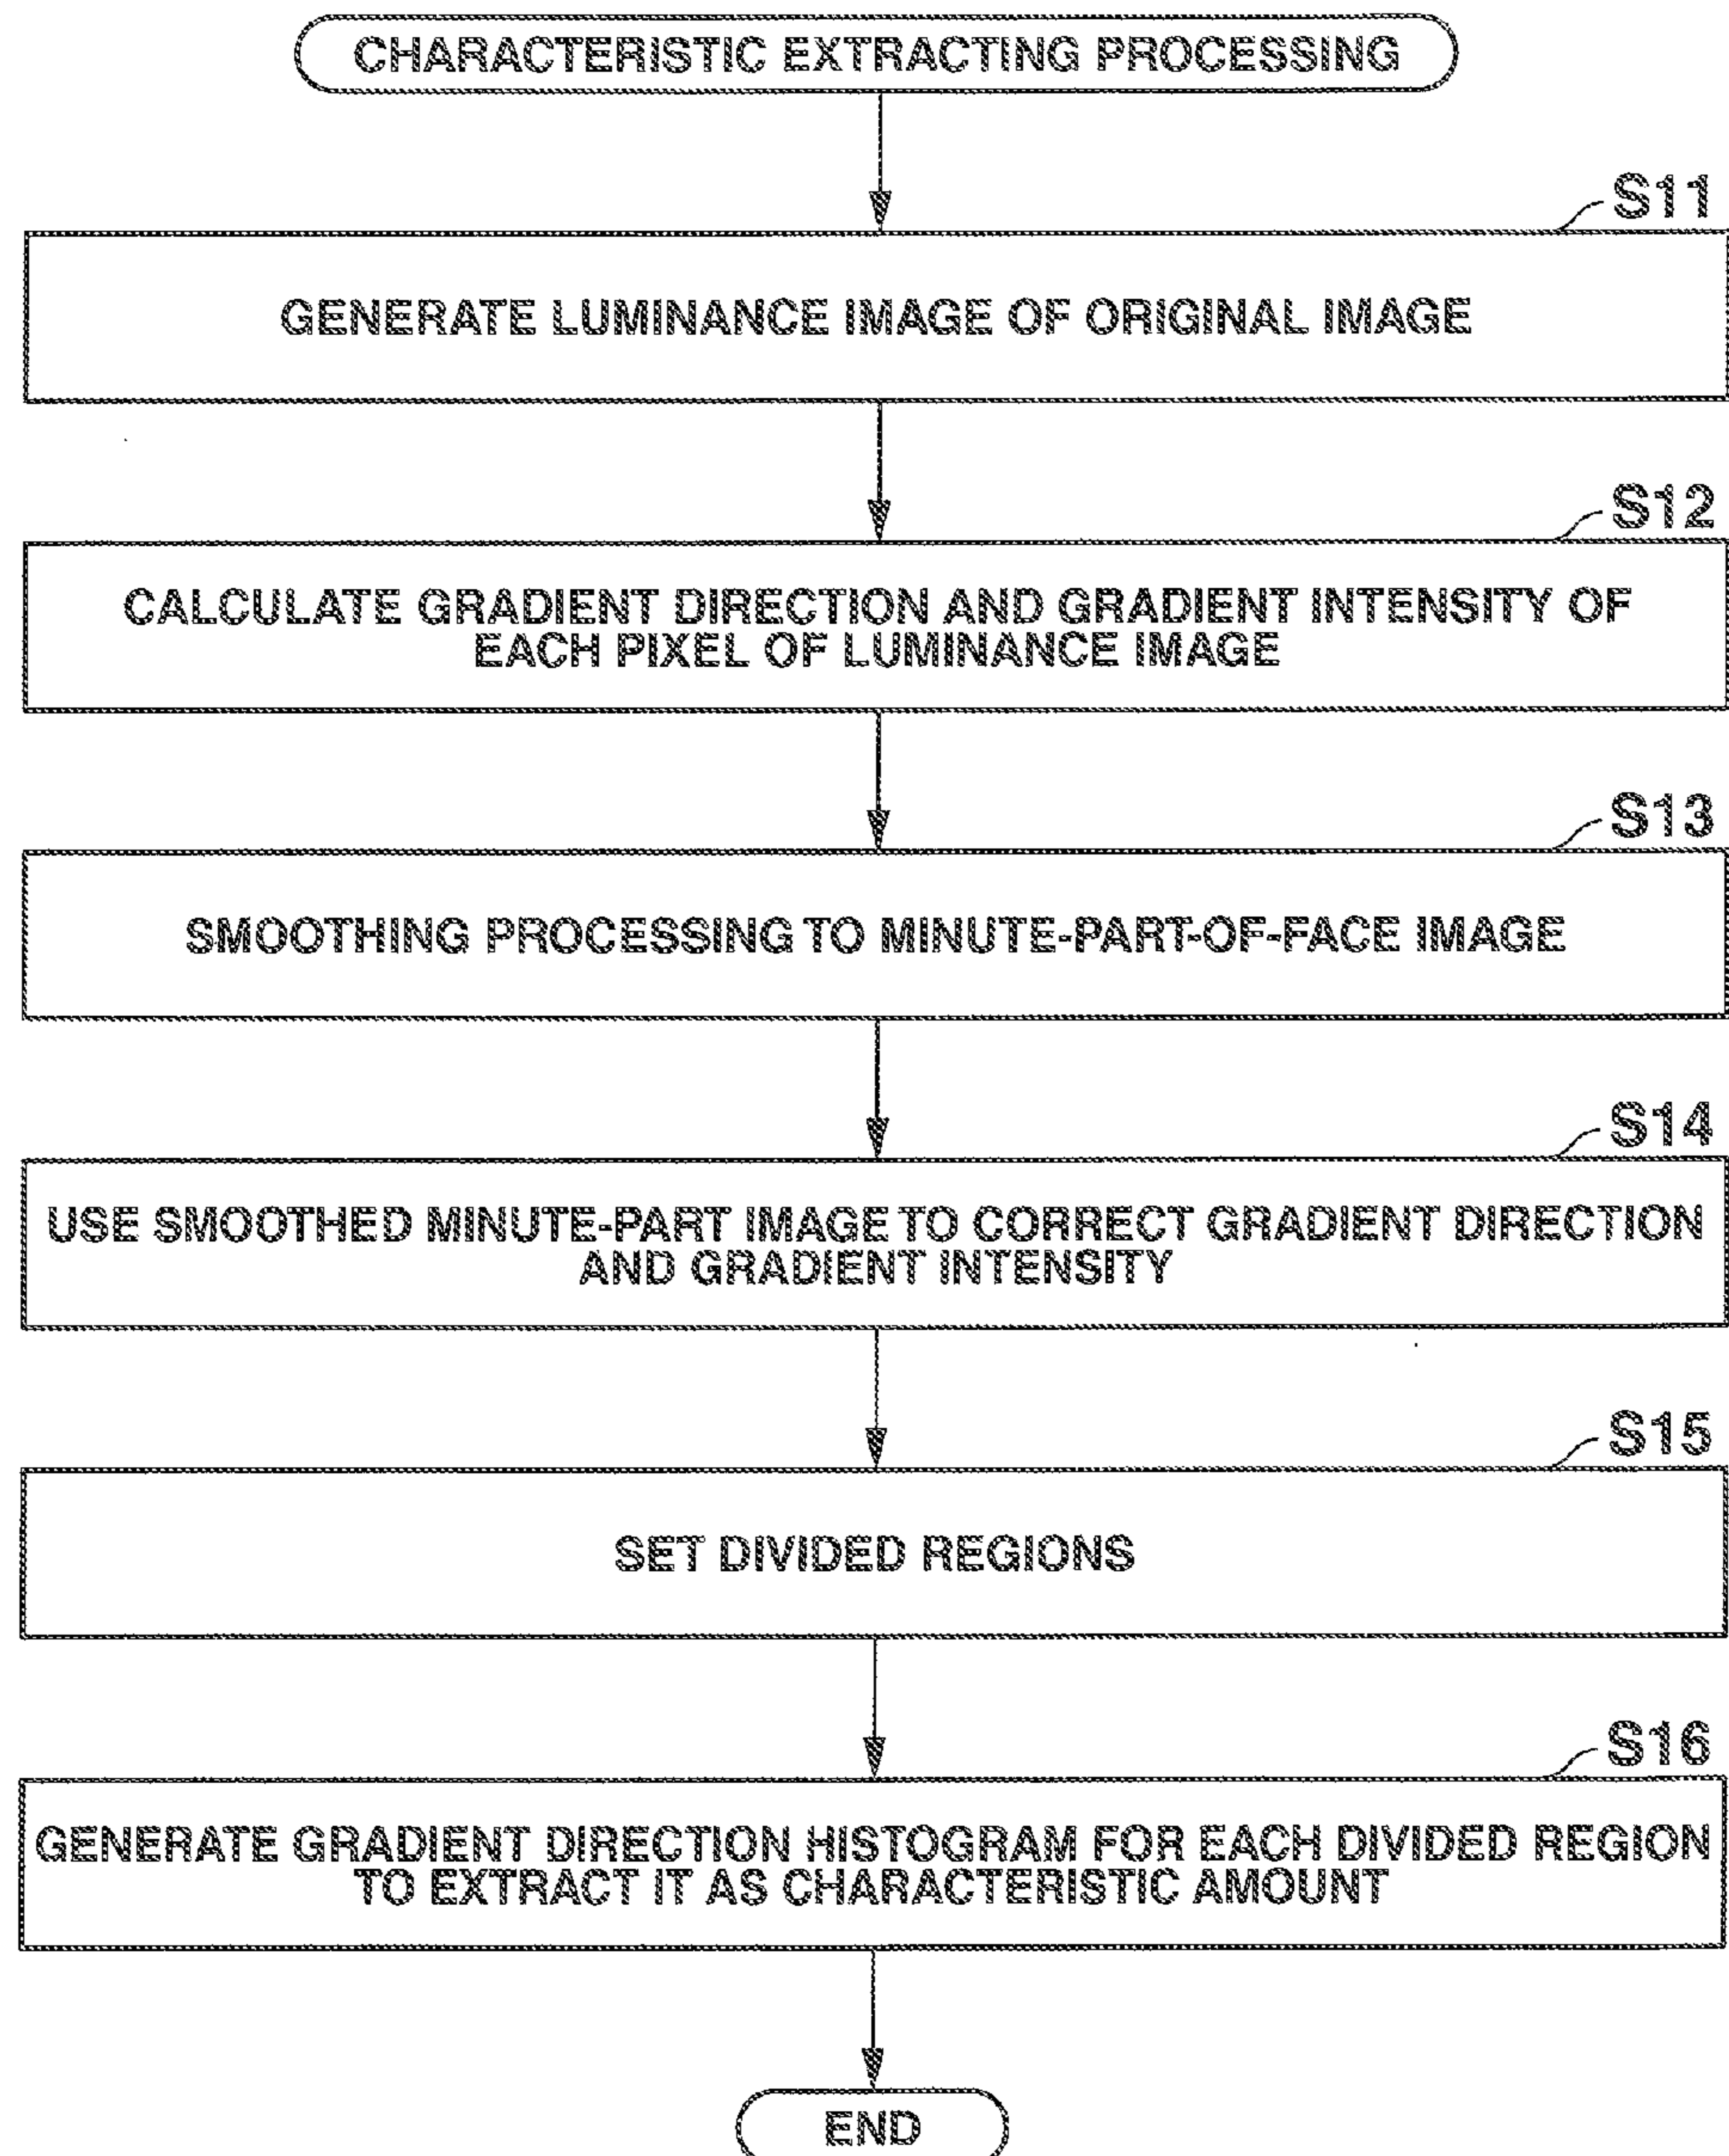 CHARACTERISTIC EXTRACTING PROCESSING
S11
GENERATE LUMINANCE IMAGE OF ORIGINAL IMAGE
S12
CALCULATE GRADIENT DIRECTION AND GRADIENT INTENSITY OF
EACH PIXEL OF LUMINANCE IMAGE
S13
SMOOTHING PROCESSING TO MINUTE-PART-OF-FACE IMAGE
S14
USE SMOOTHED MINUTE-PART IMAGE TO CORRECT GRADIENT DIRECTION
AND GRADIENT INTENSITY
S15
SET DIVIDED REGIONS
S16
GENERATE GRADIENT DIRECTION HISTOGRAM FOR EACH DIVIDED REGION
TO EXTRACT IT AS CHARACTERISTIC AMOUNT
END